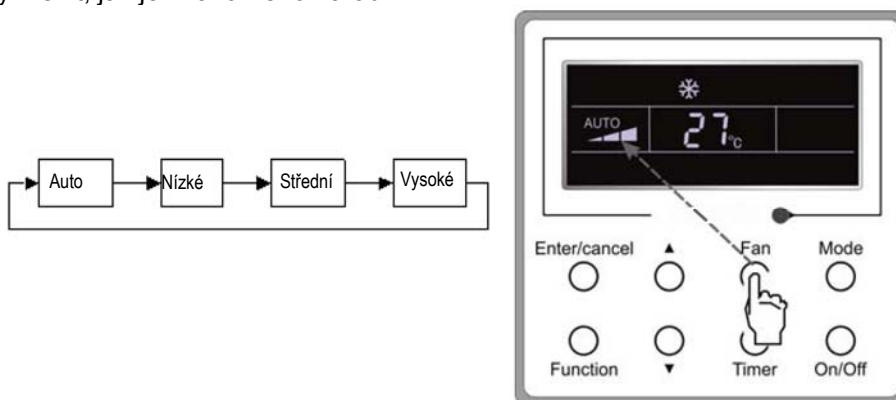 AUTO
27°C
Auto
Nízké
Střední
Vysoké
Enter/cancel ▲ Fan Mode
Function ▼ Timer On/Off